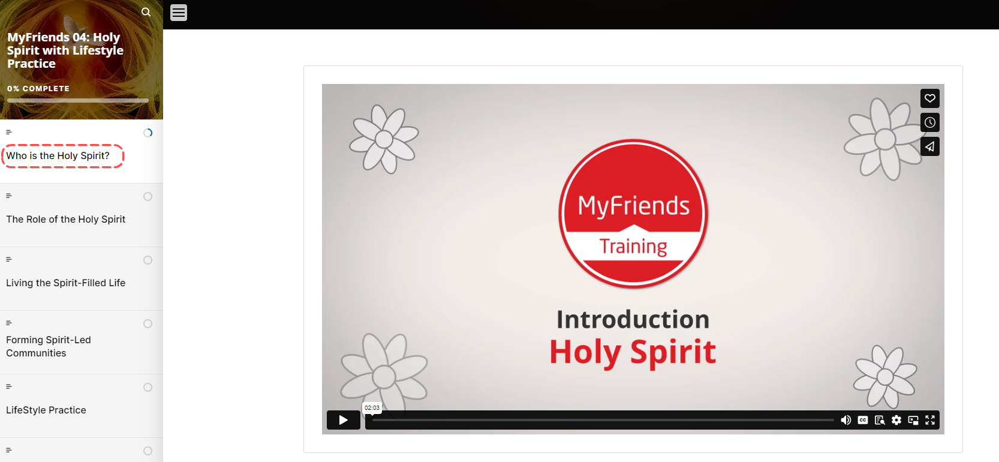 MyFriends 04: Holy
Spirit with Lifestyle
Practice
0% COMPLETE
Who is the Holy Spirit?
The Role of the Holy Spirit
Living the Spirit-Filled Life
Forming Spirit-Led
Communities
LifeStyle Practice
MyFriends
Training
Introduction
Holy Spirit
02:03
CC